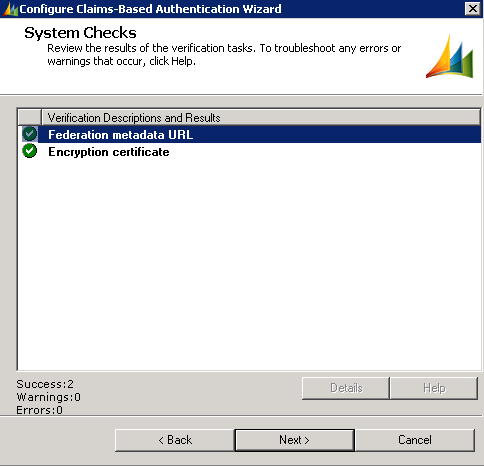 Configure Claims-Based Authentication Wizard
System Checks
Review the results of the verification tasks. To troubleshoot any errors or
warnings that occur, click Help.
Verification Descriptions and Results
Federation metadata URL
Encryption certificate
Success:2
Warnings:0
Errors:0
Details
Help
< Back
Next >
Cancel